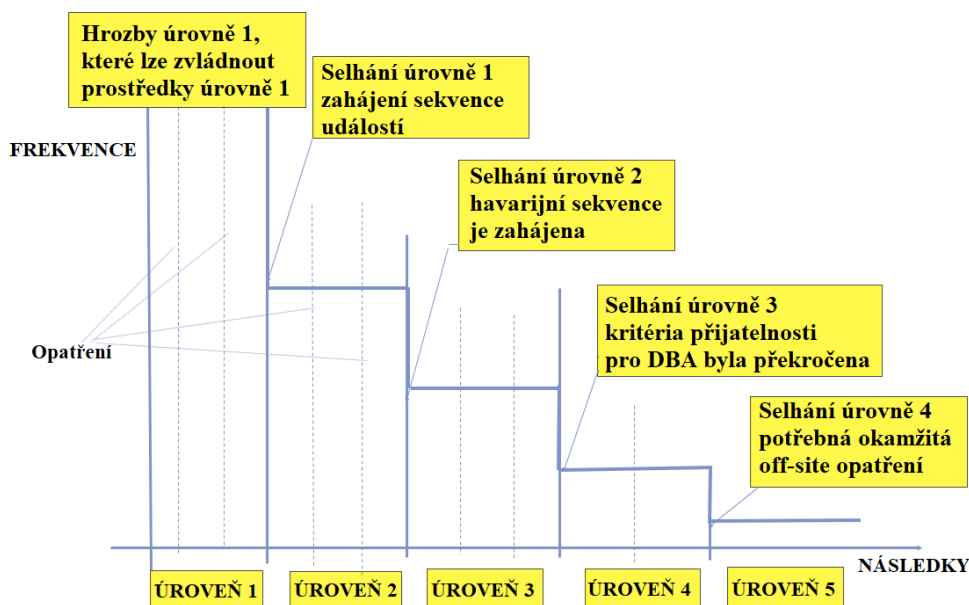 Hrozby úrovně 1,
které lze zvládnout
prostředky úrovně 1
Selhání úrovně 1
zahájení sekvence
událostí
FREKVENCE
Selhání úrovně 2
havarijní sekvence
je zahájena
Selhání úrovně 3
kritéria přijatelnosti
pro DBA byla překročena
Opatření
Selhání úrovně 4
potřebná okamžitá
off-site opatření
NÁSLEDKY
ÚROVEŇ 1
ÚROVEŇ 2
ÚROVEŇ 3
ÚROVEŇ 4
ÚROVEŇ 5